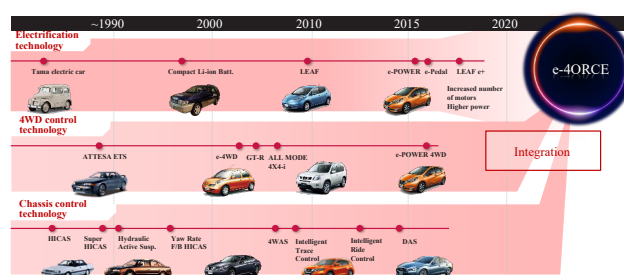 ~1990 2000 2010 2015 2020
Electrification
technology
Tama electric car
Compact Li-ion Batt.
LEAF
e-POWER
e-Pedal
LEAF e+
Increased number
of motors
Higher power
e-4ORCE
4WD control
technology
ATTESA ETS
e-4WD
GT-R
ALL MODE
4X4-i
e-POWER 4WD
Integration
Chassis control
technology
HICAS
Super
HICAS
Hydraulic
Active Susp.
Yaw Rate
F/B HICAS
4WAS
Intelligent
Trace
Control
Intelligent
Ride
Control
DAS